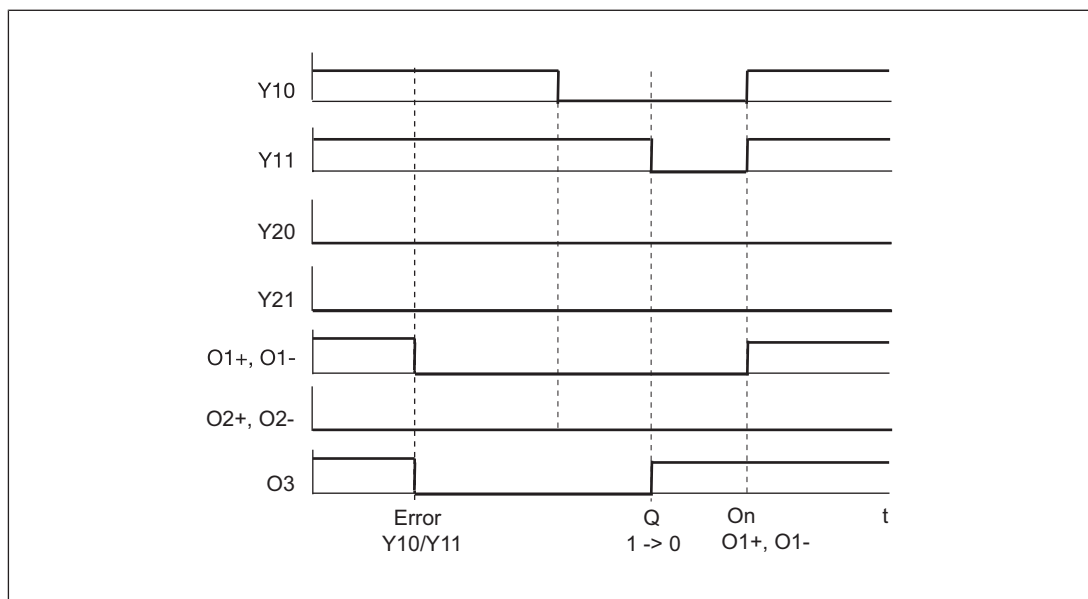 Y10
Y11
Y20
Y21
O1+, O1-
O2+, O2-
O3
Error Q On t
Y10/Y11 1 -> 0 O1+, O1-